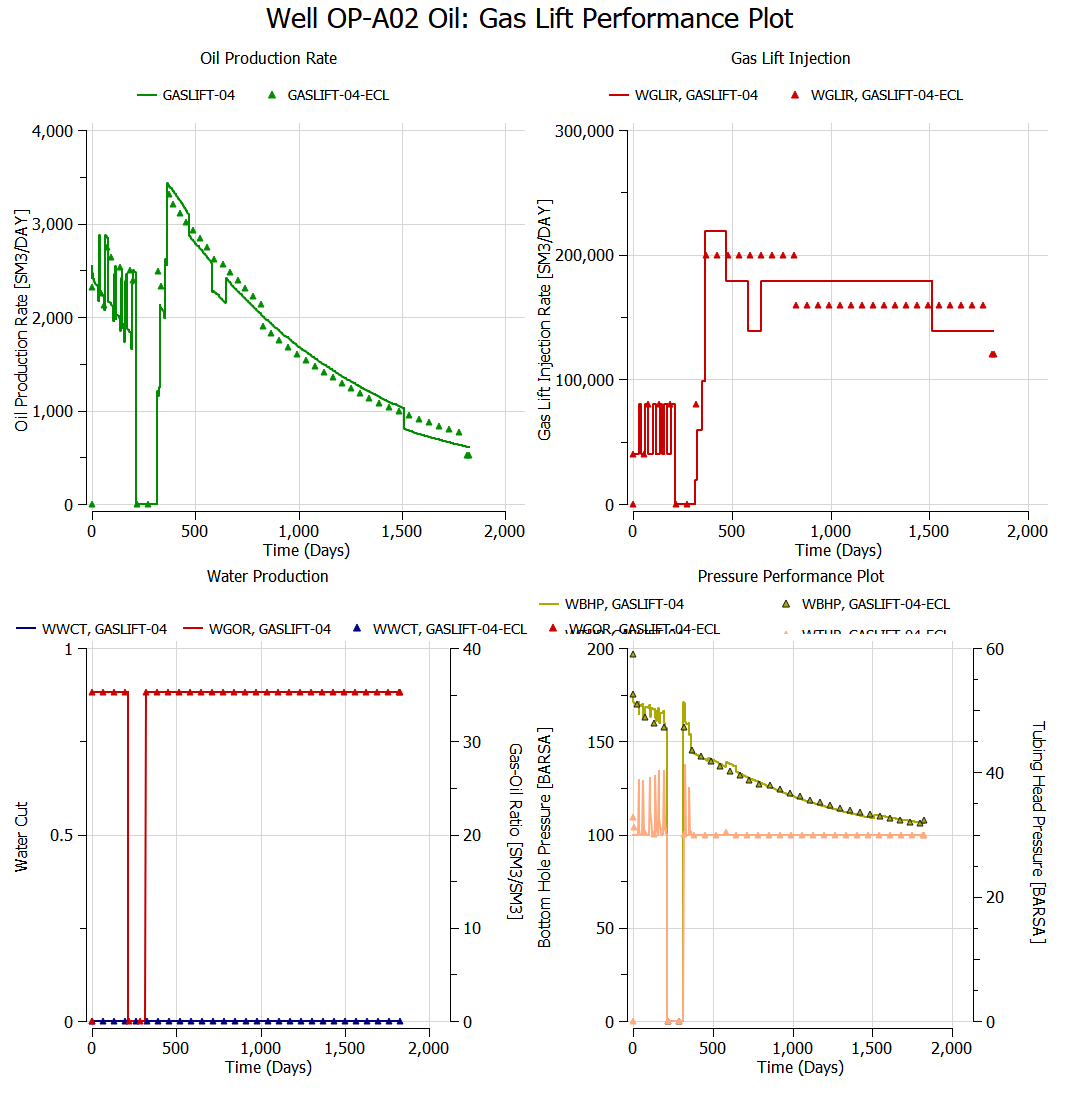 Well OP-A02 Oil: Gas Lift Performance Plot
Oil Production Rate
GASLIFT-04 GASLIFT-04-ECL
Oil Production Rate [SM3/DAY]
4,000
3,000
2,000
1,000
0
0 500 1,000 1,500 2,000
Time (Days)
Gas Lift Injection
WGLIR, GASLIFT-04 WGLIR, GASLIFT-04-ECL
Gas Lift Injection Rate [SM3/DAY]
300,000
200,000
100,000
0
0 500 1,000 1,500 2,000
Time (Days)
Water Production
WWCT, GASLIFT-04 WGOR, GASLIFT-04 WWCT, GASLIFT-04-ECL WGOR, GASLIFT-04-ECL
Water Cut
1
0.5
0
40
30
20
10
0
Gas-Oil Ratio [SM3/SM3]
0 500 1,000 1,500 2,000
Time (Days)
Pressure Performance Plot
WBHP, GASLIFT-04 WBHP, GASLIFT-04-ECL
Bottom Hole Pressure [BARSA]
200
150
100
50
0
60
40
20
0
Tubing Head Pressure [BARSA]
0 500 1,000 1,500 2,000
Time (Days)